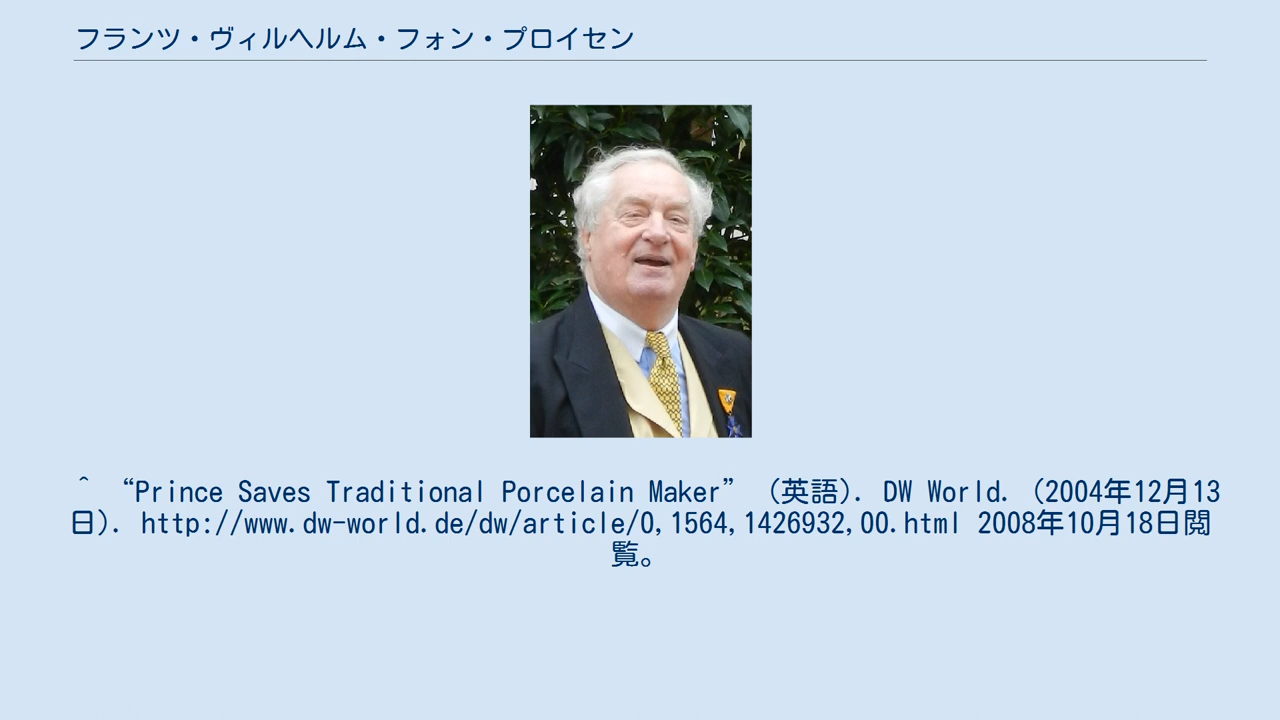 フランツ・ヴィルヘルム・フォン・プロイセン
^ “Prince Saves Traditional Porcelain Maker” （英語）. DW World. (2004年12月13
日). http://www.dw-world.de/dw/article/0,1564,1426932,00.html 2008年10月18日閲
覧。